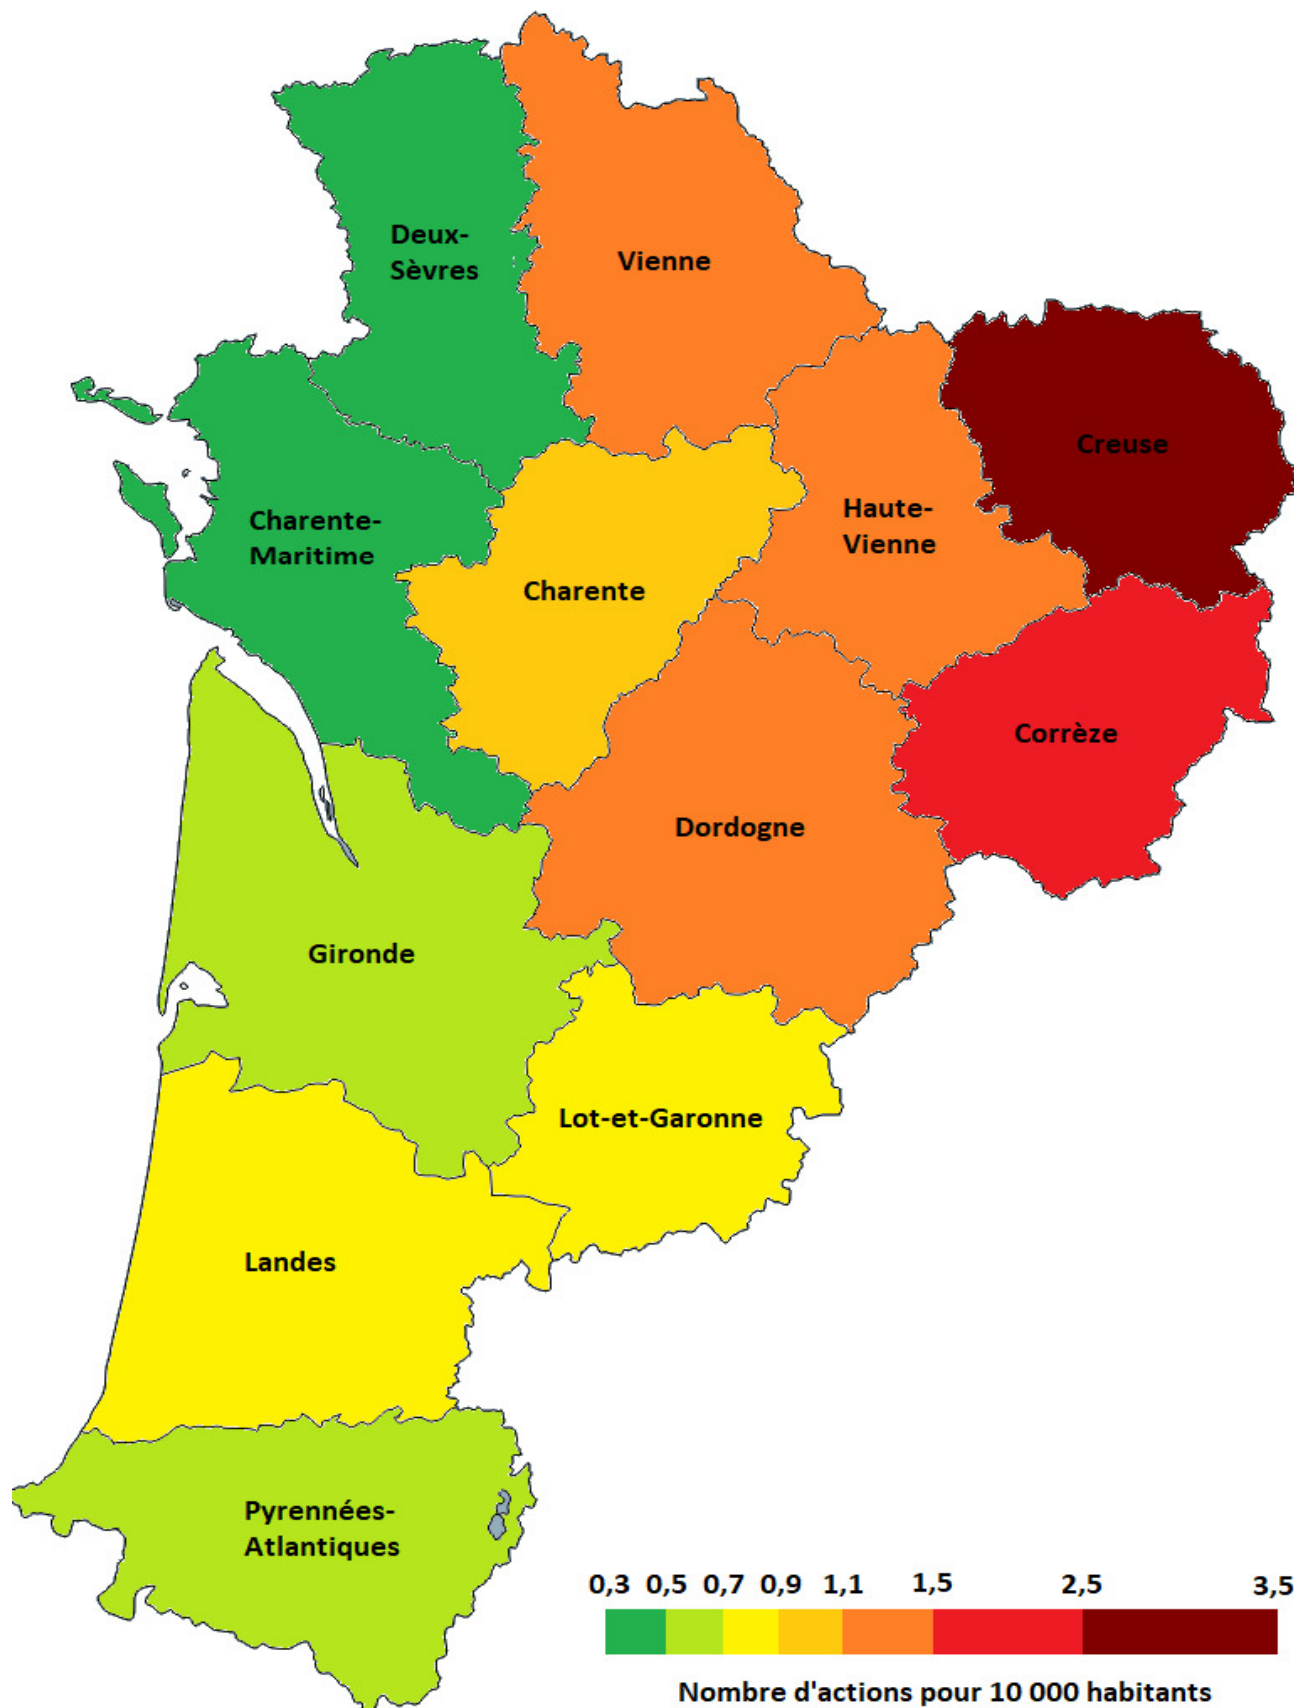 Deux-
Sèvres
Vienne
Creuse
Charente-
Maritime
Haute-
Vienne
Charente
Corrèze
Dordogne
Gironde
Lot-et-Garonne
Landes
Pyrennées-
Atlantiques
0,3 0,5 0,7 0,9 1,1 1,5 2,5 3,5
Nombre d'actions pour 10 000 habitants